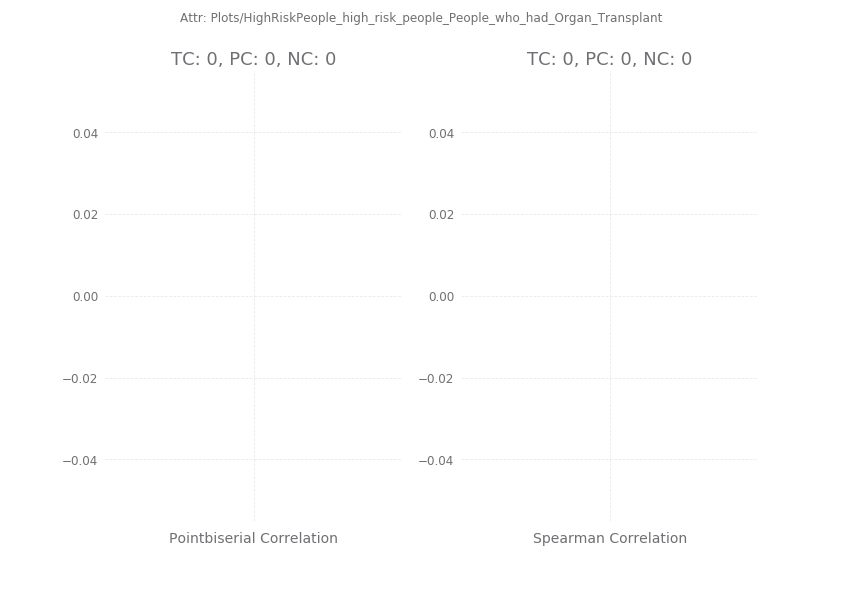 Attr: Plots/HighRiskPeople_high_risk_people_People_who_had_Organ_Transplant
TC: 0, PC: 0, NC: 0
0.04
0.02
0.00
−0.02
−0.04
Pointbiserial Correlation
TC: 0, PC: 0, NC: 0
0.04
0.02
0.00
−0.02
−0.04
Spearman Correlation